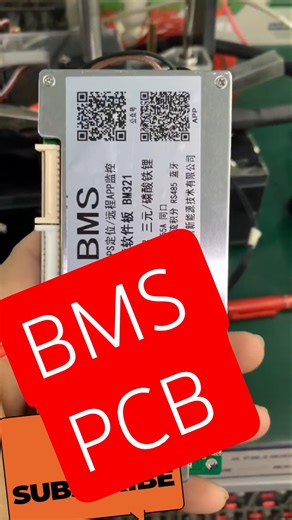 BMS
公众号
APP
PS定位/远程APP监控
软件板 BM321
三元/磷酸铁锂
5A 同口
积分 RS485 蓝牙
新能源技术有限公司
BMS
PCB